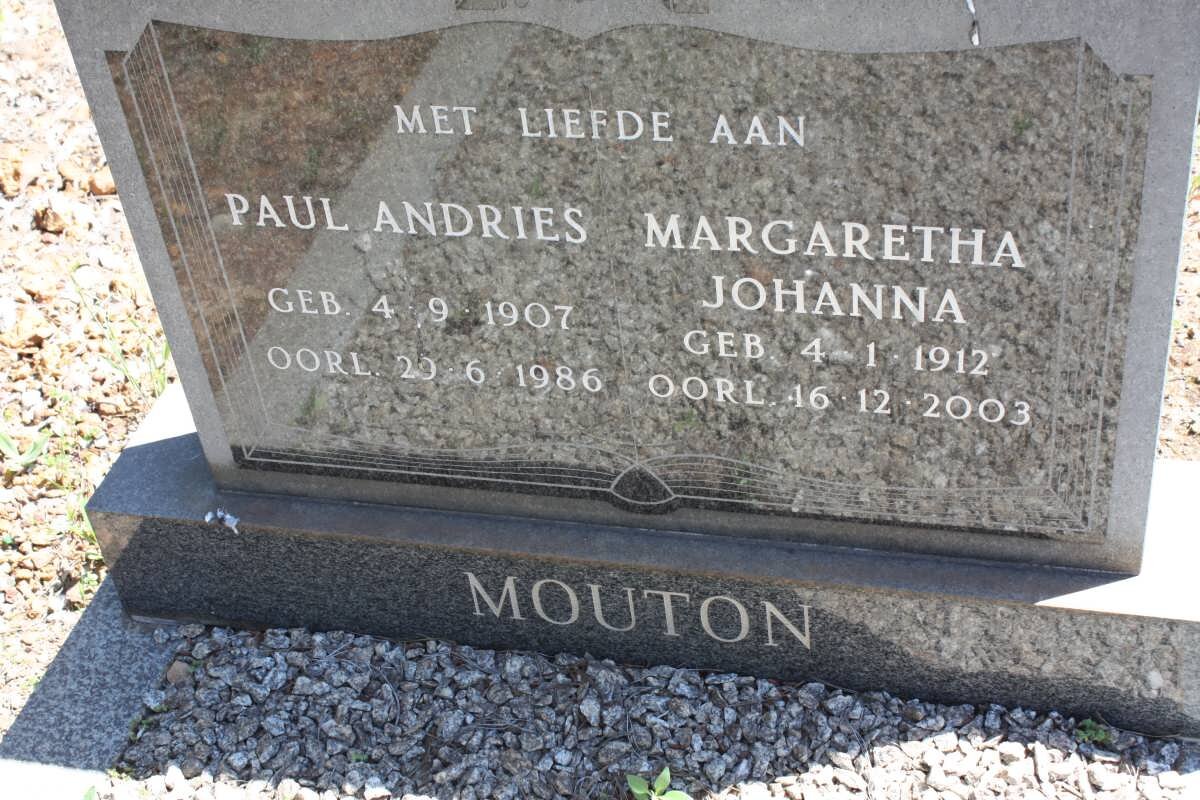 MET LIEFDE AAN
PAUL ANDRIES
GEB. 4·9·1907
OORL. 29·6·1986
MARGARETHA
JOHANNA
GEB. 4·1·1912
OORL. 16·12·2003
MOUTON